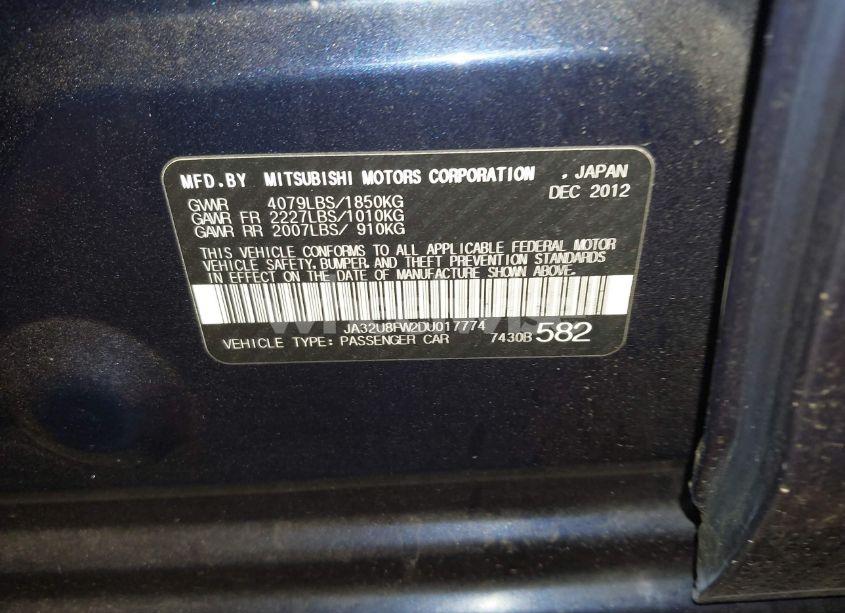 MFD.BY MITSUBISHI MOTORS CORPORATION , JAPAN
DEC 2012
GVWR 4079LBS/1850KG
GAWR FR 2227LBS/1010KG
GAWR RR 2007LBS/ 910KG
THIS VEHICLE CONFORMS TO ALL APPLICABLE FEDERAL MOTOR
VEHICLE SAFETY, BUMPER, AND THEFT PREVENTION STANDARDS
IN EFFECT ON THE DATE OF MANUFACTURE SHOWN ABOVE.
JA32U8FW2DU017774
VEHICLE TYPE: PASSENGER CAR 7430B 582